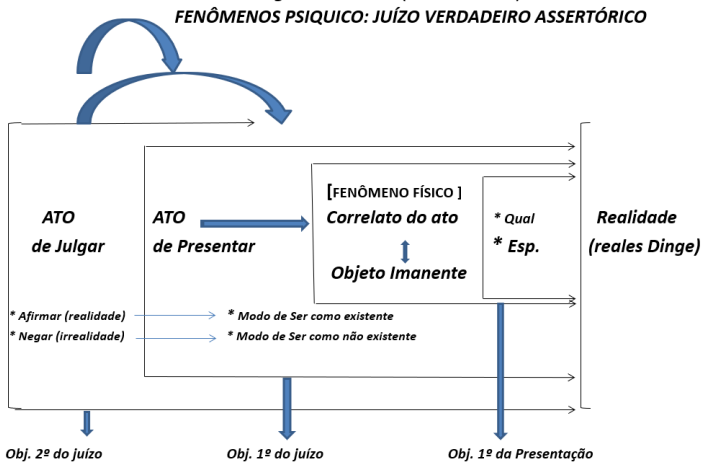 FENÔMENOS PSIQUICO: JUÍZO VERDADEIRO ASSERTÓRICO
[FENÔMENO FÍSICO ]
ATO
de Julgar
ATO
de Presentar
Correlato do ato
Objeto Imanente
* Qual
* Esp.
Realidade
(reales Dinge)
* Afirmar (realidade)
* Modo de Ser como existente
* Negar (irrealidade)
* Modo de Ser como não existente
Obj. 2º do juízo
Obj. 1º do juízo
Obj. 1º da Presentação